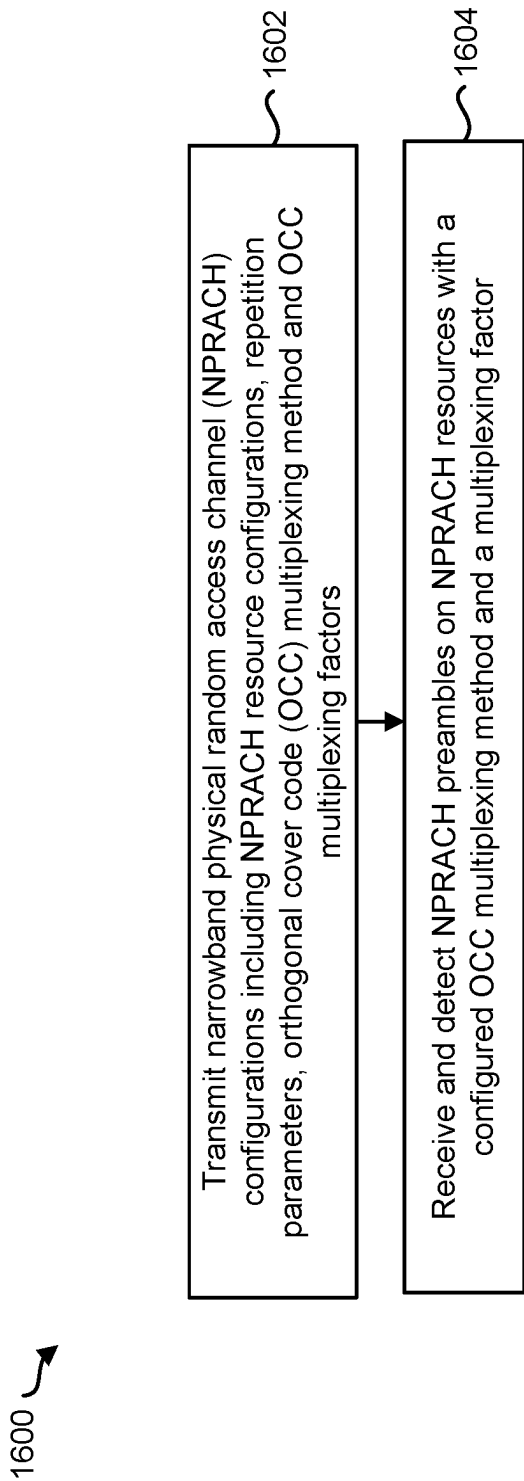 1600
Transmit narrowband physical random access channel (NPRACH)
configurations including NPRACH resource configurations, repetition
parameters, orthogonal cover code (OCC) multiplexing method and OCC
multiplexing factors
1602
Receive and detect NPRACH preambles on NPRACH resources with a
configured OCC multiplexing method and a multiplexing factor
1604